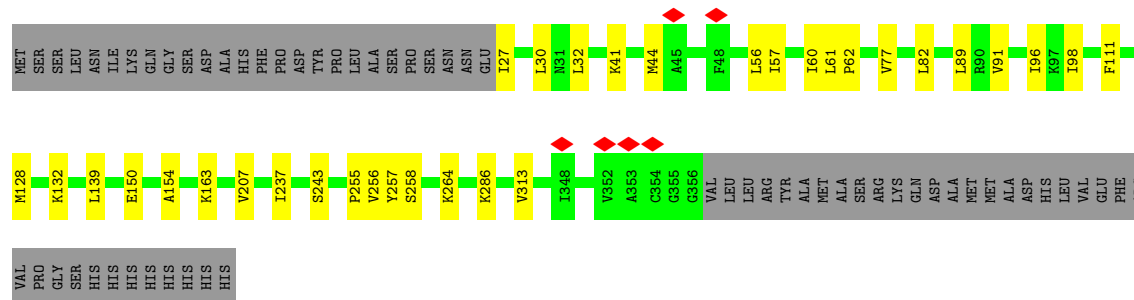 MET SER SER LEU ASN ILE LYS GLN GLY SER ASP ALA HIS PHE PRO ASP TYR PRO LEU ALA SER PRO SER ASN ASN GLU I27 L30 N31 L32 K41 M44 A45 F48 L56 I57 I60 L61 P62 V77 L82 L89 R90 V91 I96 K97 I98 F111
M128 K132 L139 E150 A154 K163 V207 I237 S243 P255 V256 Y257 S258 K264 K286 V313 I348 V352 A353 C354 G355 G356 VAL LEU LEU ARG TYR ALA MET ALA SER ARG LYS GLN ASP ALA MET MET ALA ASP HIS LEU VAL GLU PHE
VAL PRO GLY SER HIS HIS HIS HIS HIS HIS HIS HIS